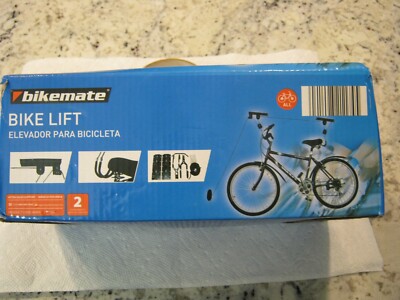 bikemate
BIKE LIFT
ELEVADOR PARA BICICLETA
ALL
2